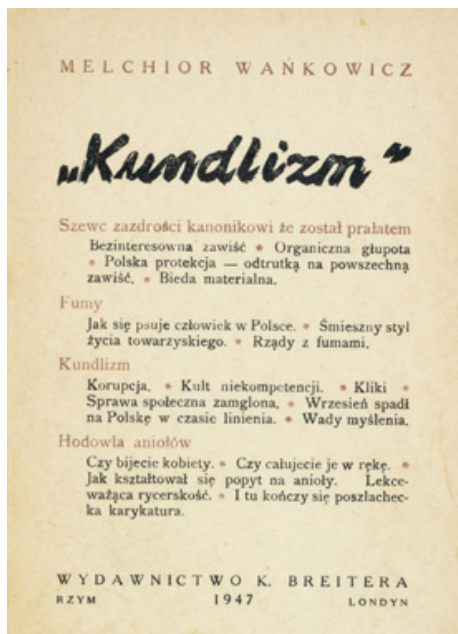 MELCHIOR WAŃKOWICZ
„Kundlizm”
Szewc zazdrości kanonikowi że został prałatem
Bezinteresowna zawiść * Organiczna głupota
* Polska protekcja — odtrutką na powszechną
zawiść. * Bieda materialna.
Fumy
Jak się psuje człowiek w Polsce. * Śmieszny styl
życia towarzyskiego. * Rządy z fumami.
Kundlizm
Korupcja. * Kult niekompetencji. * Kliki *
Sprawa społeczna zamglona. * Wrzesień spadł
na Polskę w czasie linienia. * Wady myślenia.
Hodowla aniołów
Czy bijecie kobiety. * Czy całujecie je w rękę. *
Jak kształtował się popyt na anioły. Lekce-
ważąca rycerskość. * I tu kończy się poszlachec-
ka karykatura.
WYDAWNICTWO K. BREITERA
RZYM 1947 LONDYN